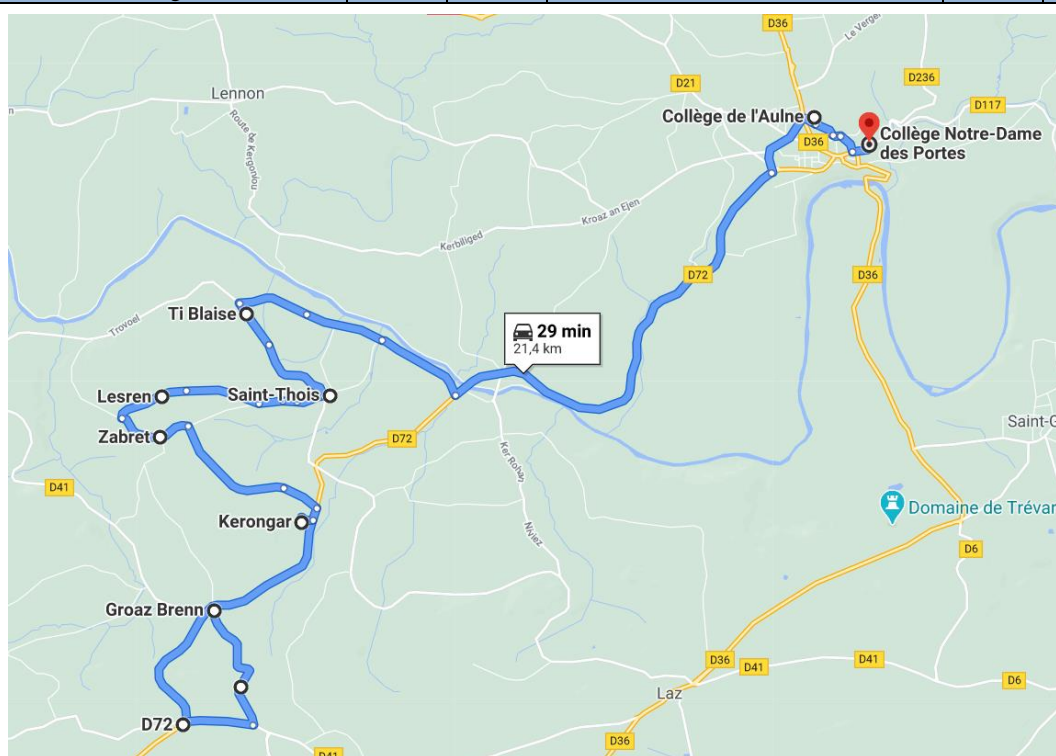 D36
Le Verger
D21
D236
Lennon
D117
Collège de l'Aulne
D36
Collège Notre-Dame
des Portes
Route de Kergoniou
Kroaz an Ejen
Kerbiliged
D72
D36
Ti Blaise
Trovoel
29 min
21,4 km
Lesren
Saint-Thois
Zabret
D72
Saint-G
Ker Rohan
D41
Domaine de Trévar
Kerongar
Niviez
D6
Groaz Brenn
D36
D41
D41
D6
Laz
D72
D36
D41